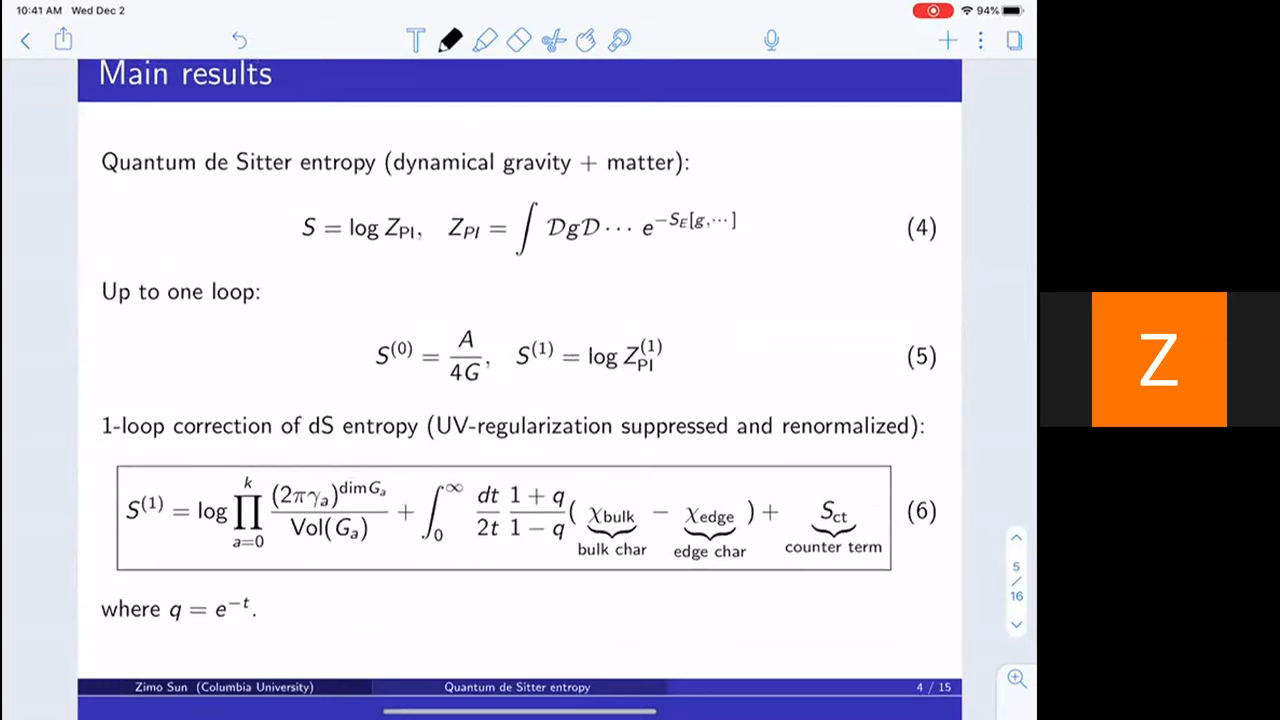 10:41 AM Wed Dec 2
94%
Main results
Quantum de Sitter entropy (dynamical gravity + matter):
S = log Z_PI, Z_PI = ∫ 𝒟g𝒟··· e^{−S_E[g,···]} (4)
Up to one loop:
S^(0) = A/4G, S^(1) = log Z_PI^(1) (5)
1-loop correction of dS entropy (UV-regularization suppressed and renormalized):
S^(1) = log ∏_{a=0}^{k} (2πγ_a)^{dim G_a}/Vol(G_a) + ∫_0^∞ dt/2t (1+q)/(1−q) (χ_bulk − χ_edge) + S_ct (6)
bulk char edge char counter term
where q = e^{−t}.
5 / 16
Zimo Sun (Columbia University) Quantum de Sitter entropy 4 / 15
Z